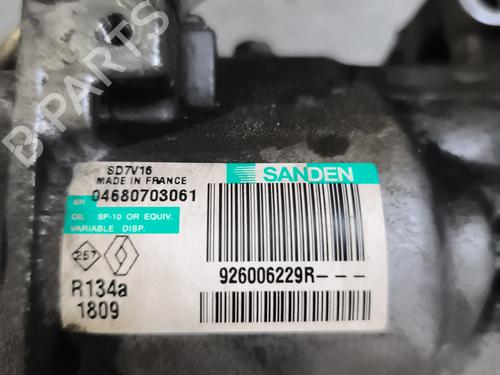 B-PARTS
SD7V16
MADE IN FRANCE
SANDEN
S/N 04680703061
OIL SP-10 OR EQUIV.
VARIABLE DISP.
257
R134a
1809
926006229R---